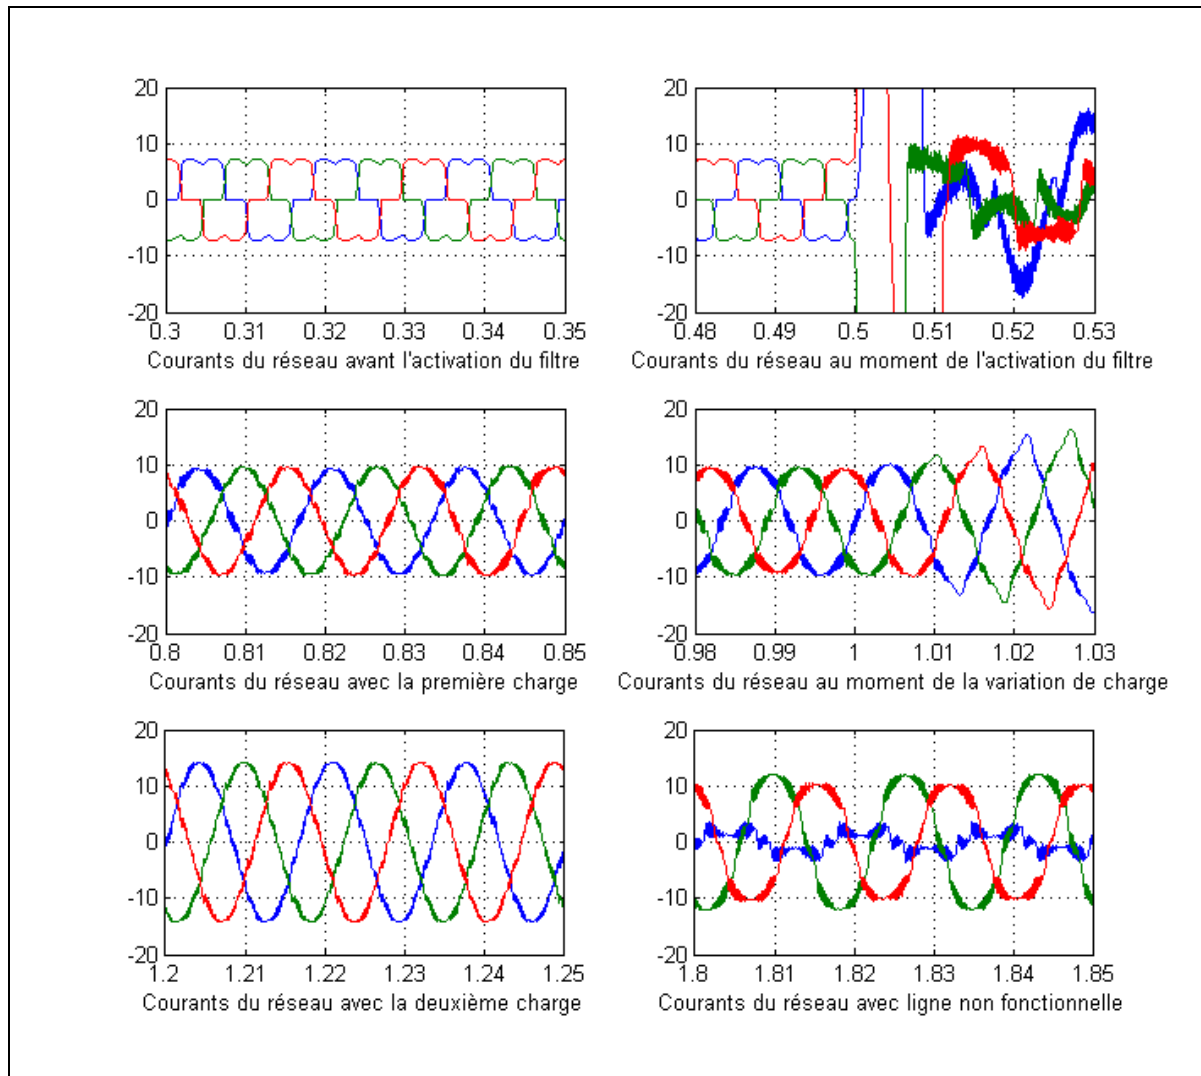 20
10
0
-10
-20
0.3 0.31 0.32 0.33 0.34 0.35
Courants du réseau avant l'activation du filtre
20
10
0
-10
-20
0.48 0.49 0.5 0.51 0.52 0.53
Courants du réseau au moment de l'activation du filtre
20
10
0
-10
-20
0.8 0.81 0.82 0.83 0.84 0.85
Courants du réseau avec la première charge
20
10
0
-10
-20
0.98 0.99 1 1.01 1.02 1.03
Courants du réseau au moment de la variation de charge
20
10
0
-10
-20
1.2 1.21 1.22 1.23 1.24 1.25
Courants du réseau avec la deuxième charge
20
10
0
-10
-20
1.8 1.81 1.82 1.83 1.84 1.85
Courants du réseau avec ligne non fonctionnelle